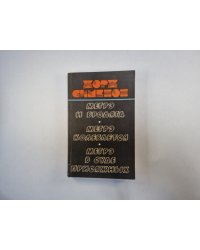 ЖОРЖ
СИМЕНОН
МЕГРЭ
И БРОДЯГА
•
МЕГРЭ
КОЛЕБЛЕТСЯ
•
МЕГРЭ
В СУДЕ
ПРИСЯЖНЫХ